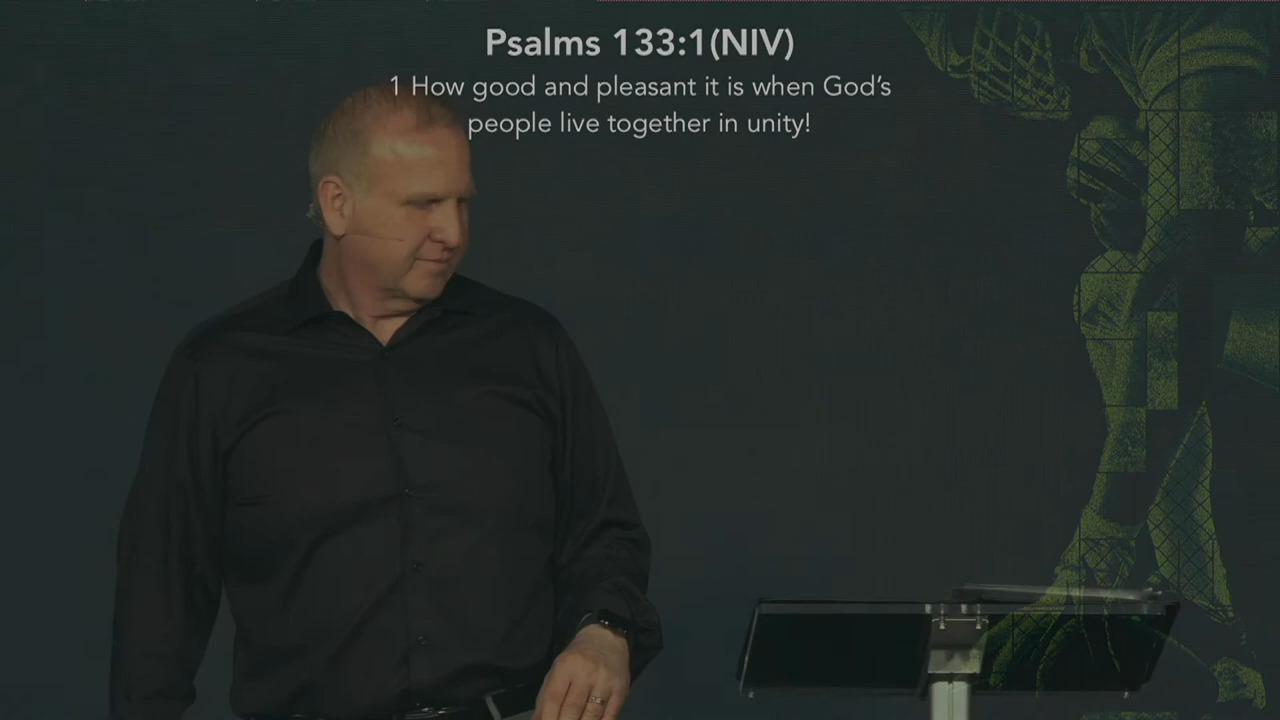 Psalms 133:1(NIV)
1 How good and pleasant it is when God's
people live together in unity!